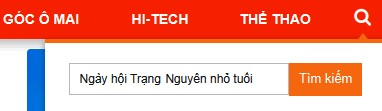 GÓC Ô MAI HI-TECH THỂ THAO
Ngày hội Trạng Nguyên nhỏ tuổi Tìm kiếm